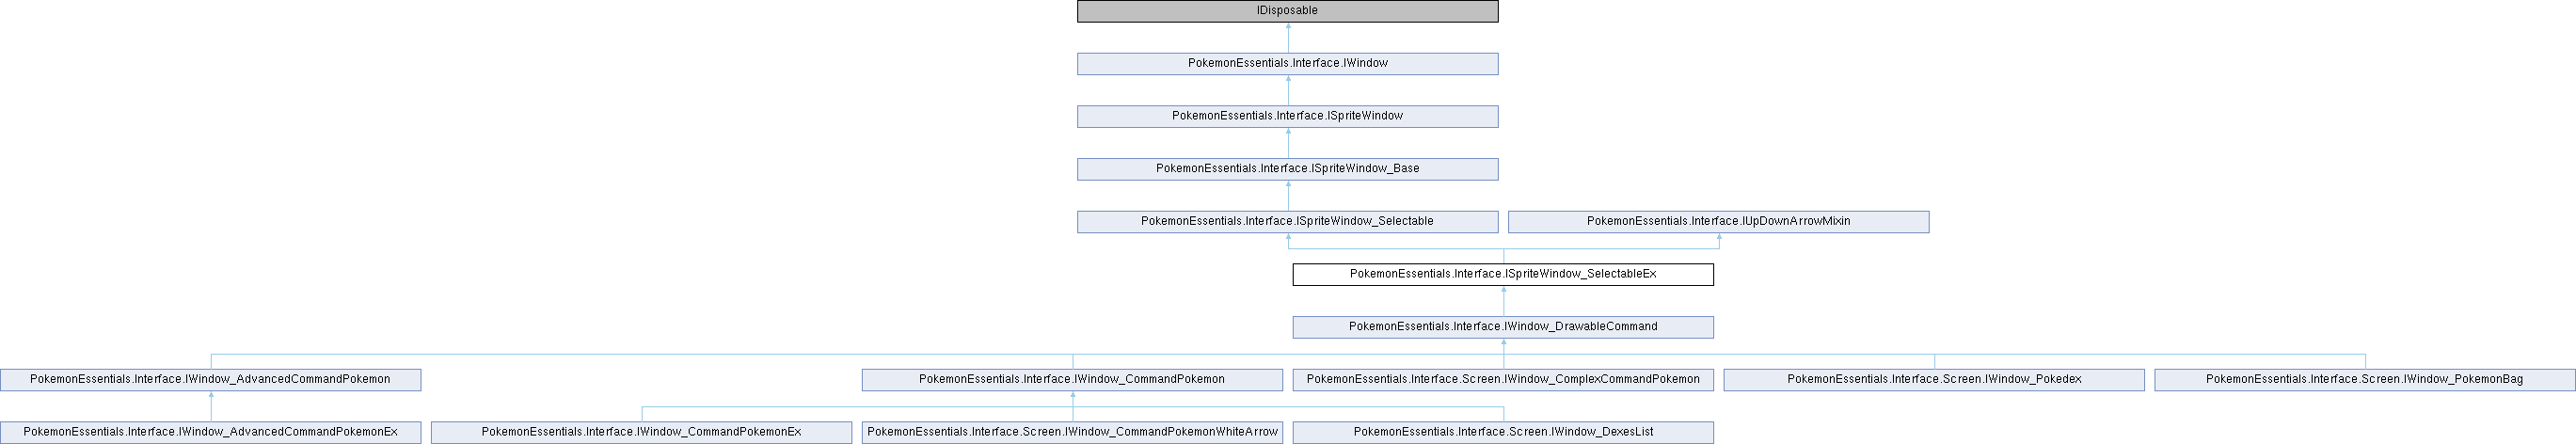 IDisposable
PokemonEssentials.Interface.IWindow
PokemonEssentials.Interface.ISpriteWindow
PokemonEssentials.Interface.ISpriteWindow_Base
PokemonEssentials.Interface.ISpriteWindow_Selectable
PokemonEssentials.Interface.IUpDownArrowMixin
PokemonEssentials.Interface.ISpriteWindow_SelectableEx
PokemonEssentials.Interface.IWindow_DrawableCommand
PokemonEssentials.Interface.IWindow_AdvancedCommandPokemon
PokemonEssentials.Interface.IWindow_CommandPokemon
PokemonEssentials.Interface.Screen.IWindow_ComplexCommandPokemon
PokemonEssentials.Interface.Screen.IWindow_Pokedex
PokemonEssentials.Interface.Screen.IWindow_PokemonBag
PokemonEssentials.Interface.IWindow_AdvancedCommandPokemonEx
PokemonEssentials.Interface.IWindow_CommandPokemonEx
PokemonEssentials.Interface.Screen.IWindow_CommandPokemonWhiteArrow
PokemonEssentials.Interface.Screen.IWindow_DexesList